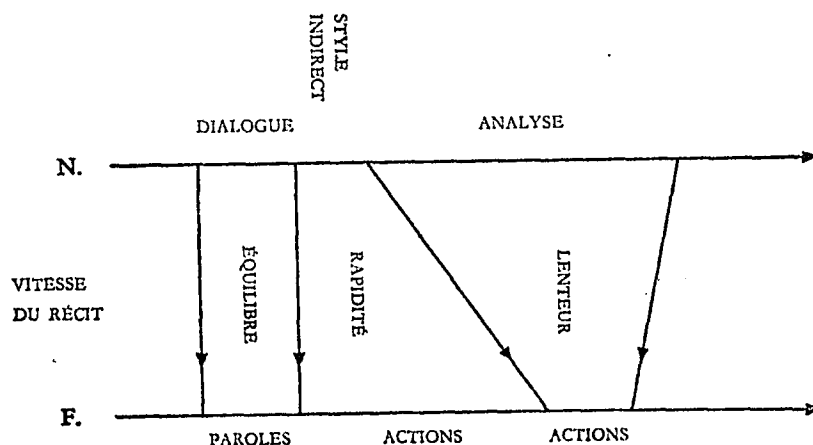 STYLE
INDIRECT
DIALOGUE
ANALYSE
N.
VITESSE
DU RÉCIT
ÉQUILIBRE
RAPIDITÉ
LENTEUR
F.
PAROLES
ACTIONS
ACTIONS